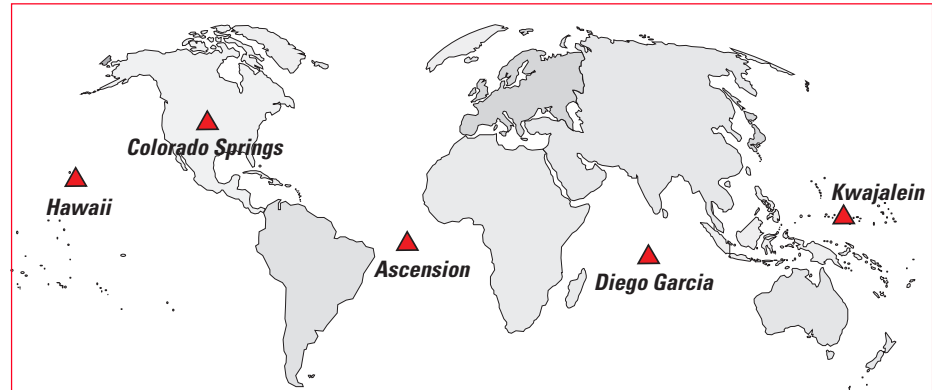 Colorado Springs
Hawaii
Kwajalein
Ascension
Diego Garcia